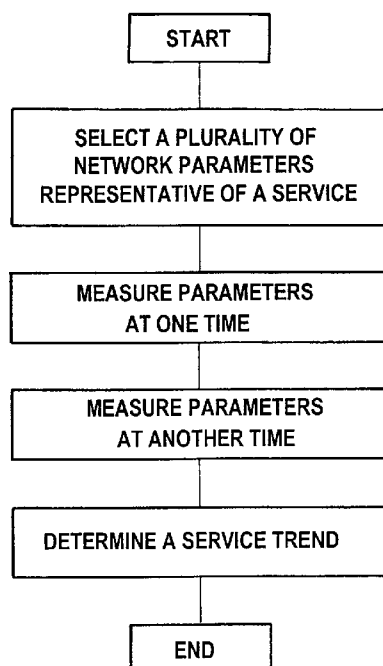 START
SELECT A PLURALITY OF
NETWORK PARAMETERS
REPRESENTATIVE OF A SERVICE
MEASURE PARAMETERS
AT ONE TIME
MEASURE PARAMETERS
AT ANOTHER TIME
DETERMINE A SERVICE TREND
END